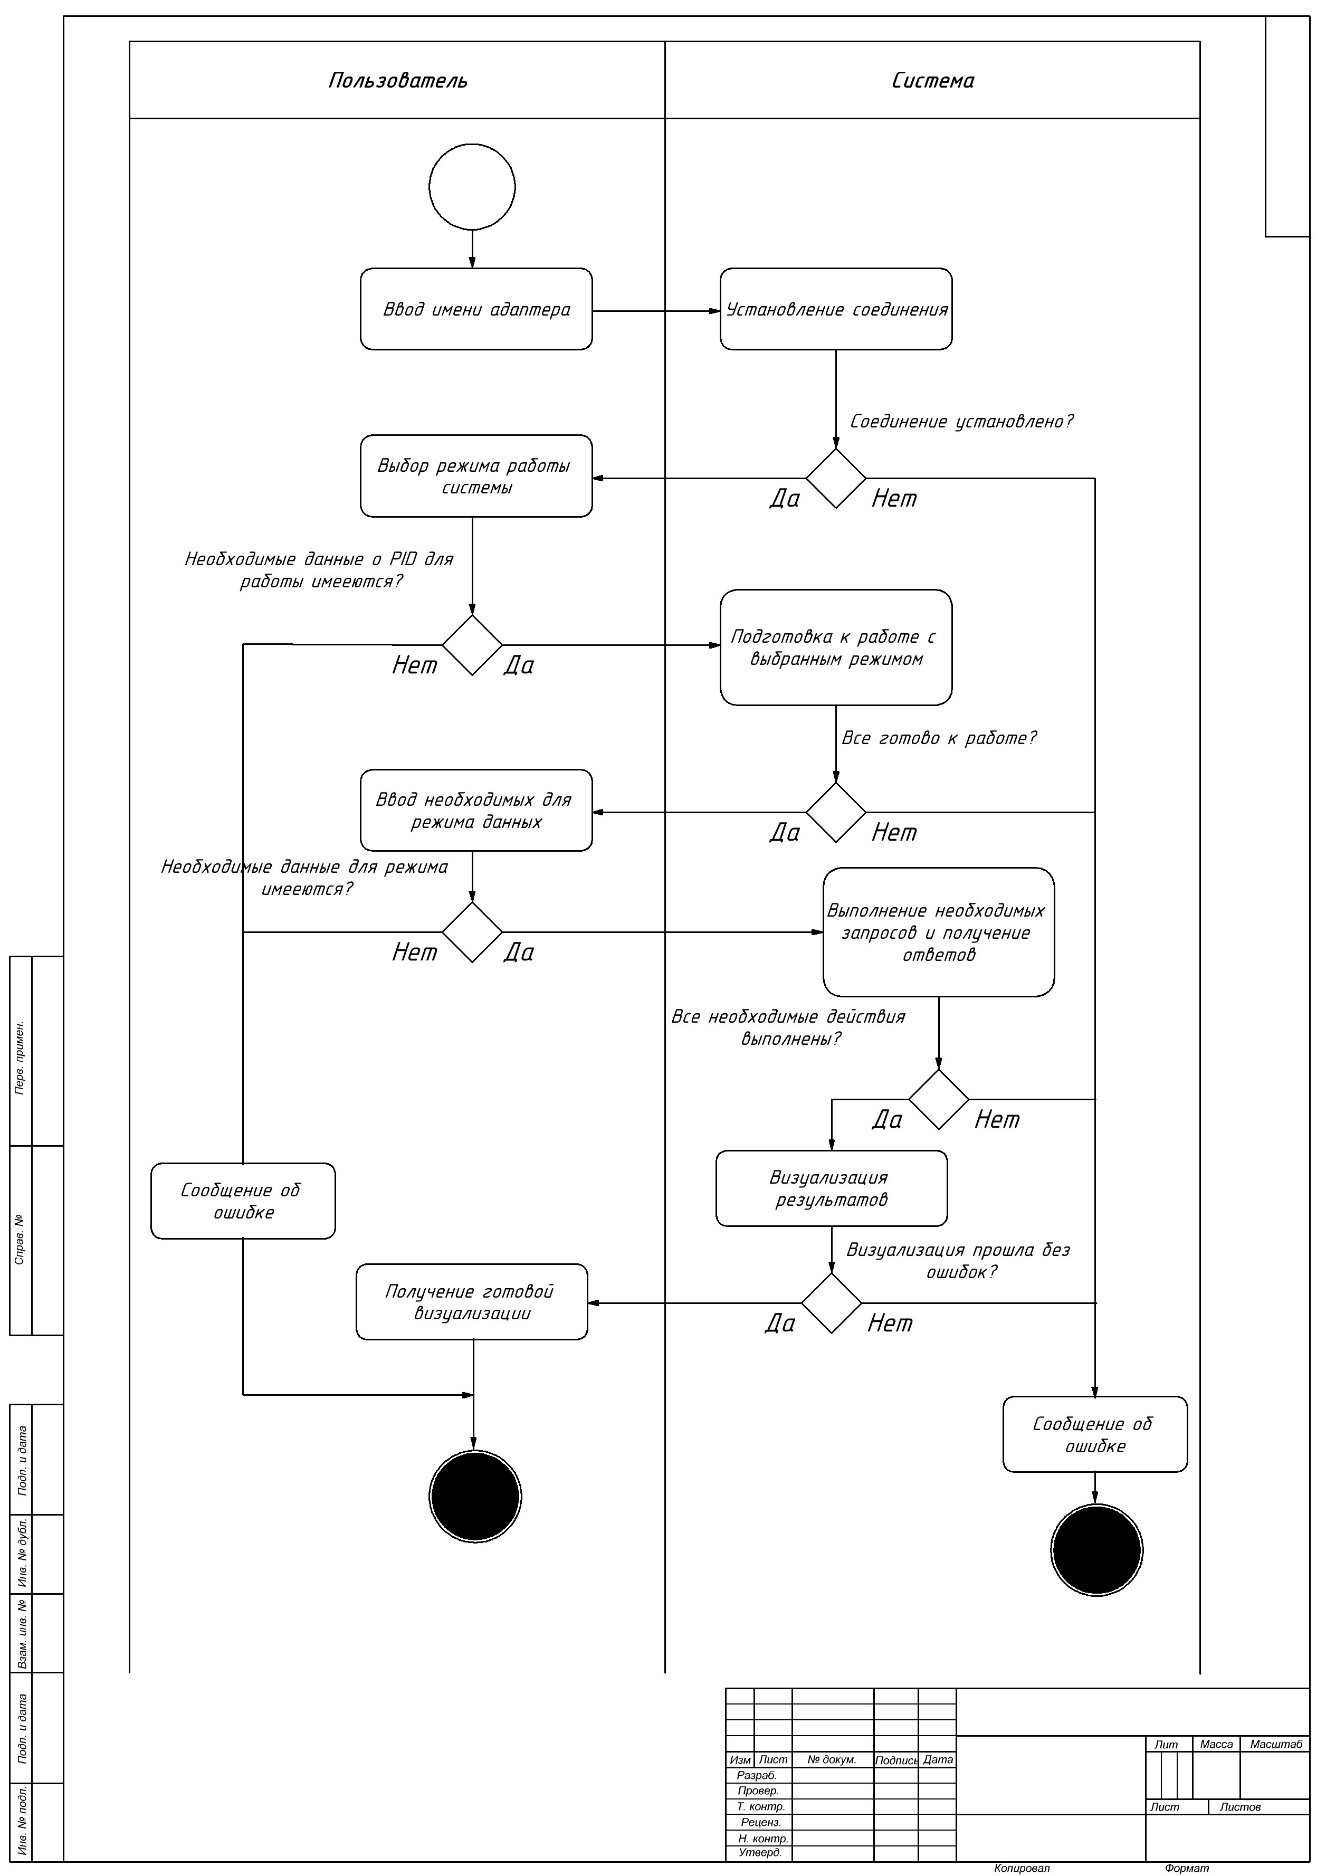 Пользователь
Система
Ввод имени адаптера
Установление соединения
Соединение установлено?
Выбор режима работы
системы
Да
Нет
Необходимые данные о PID для
работы имееются?
Подготовка к работе с
выбранным режимом
Нет
Да
Все готово к работе?
Ввод необходимых для
режима данных
Да
Нет
Необходимые данные для режима
имееются?
Выполнение необходимых
запросов и получение
ответов
Нет
Да
Все необходимые действия
выполнены?
Да
Нет
Сообщение об
ошибке
Визуализация
результатов
Визуализация прошла без
ошибок?
Получение готовой
визуализации
Да
Нет
Сообщение об
ошибке
Перв. примен.
Справ. №
Подп. и дата
Инв. № дубл.
Взам. инв. №
Подп. и дата
Инв. № подл.
Лит Масса Масштаб
Изм Лист № докум. Подпись Дата
Разраб.
Провер.
Т. контр.
Лист Листов
Реценз.
Н. контр.
Утверд.
Копировал Формат